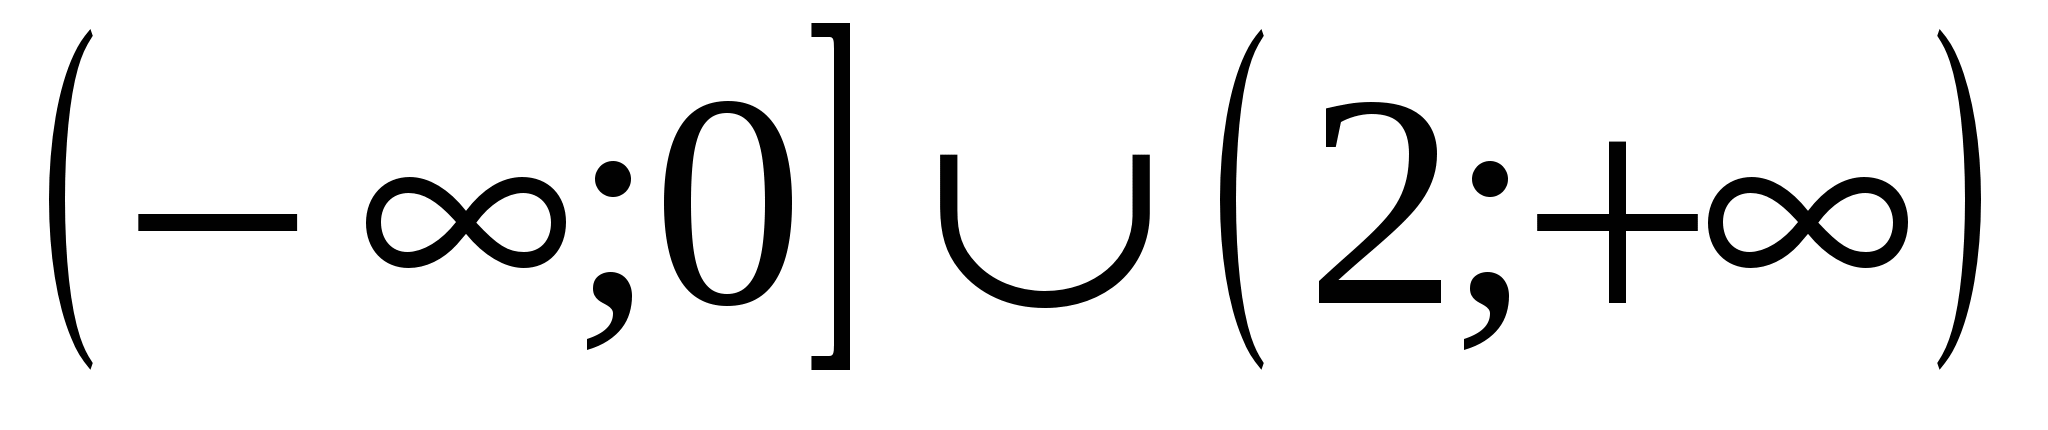 (− ∞;0] ∪ (2;+∞)